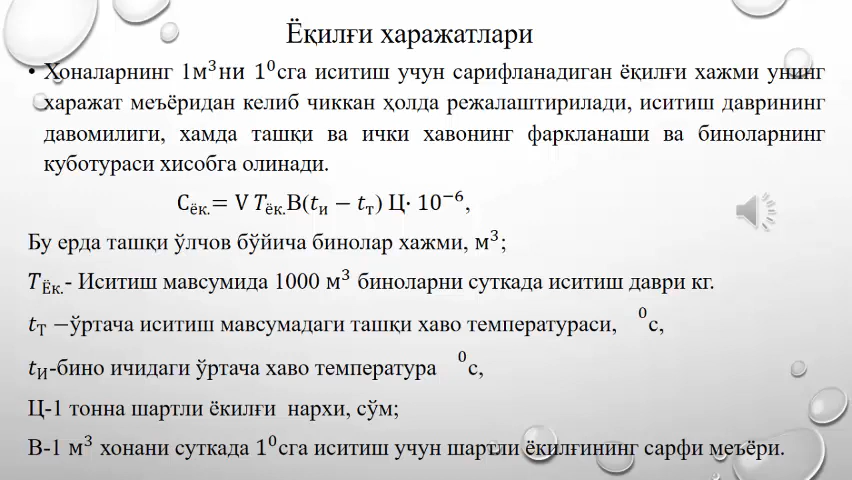 Ёқилғи харажатлари
• Хоналарнинг 1м³ни 1⁰сга иситиш учун сарифланадиган ёқилғи хажми унинг
харажат меъёридан келиб чиккан ҳолда режалаштирилади, иситиш даврининг
давомилиги, хамда ташқи ва ички хавонинг фаркланаши ва биноларнинг
куботураси хисобга олинади.
Сёк.= V Tёк.В(tи − tт) Ц· 10⁻⁶,
Бу ерда ташқи ўлчов бўйича бинолар хажми, м³;
TЁк.- Иситиш мавсумида 1000 м³ биноларни суткада иситиш даври кг.
tТ −ўртача иситиш мавсумадаги ташқи хаво температураси, ⁰с,
tИ-бино ичидаги ўртача хаво температура ⁰с,
Ц-1 тонна шартли ёкилғи нархи, сўм;
В-1 м³ хонани суткада 1⁰сга иситиш учун шартли ёкилғининг сарфи меъёри.